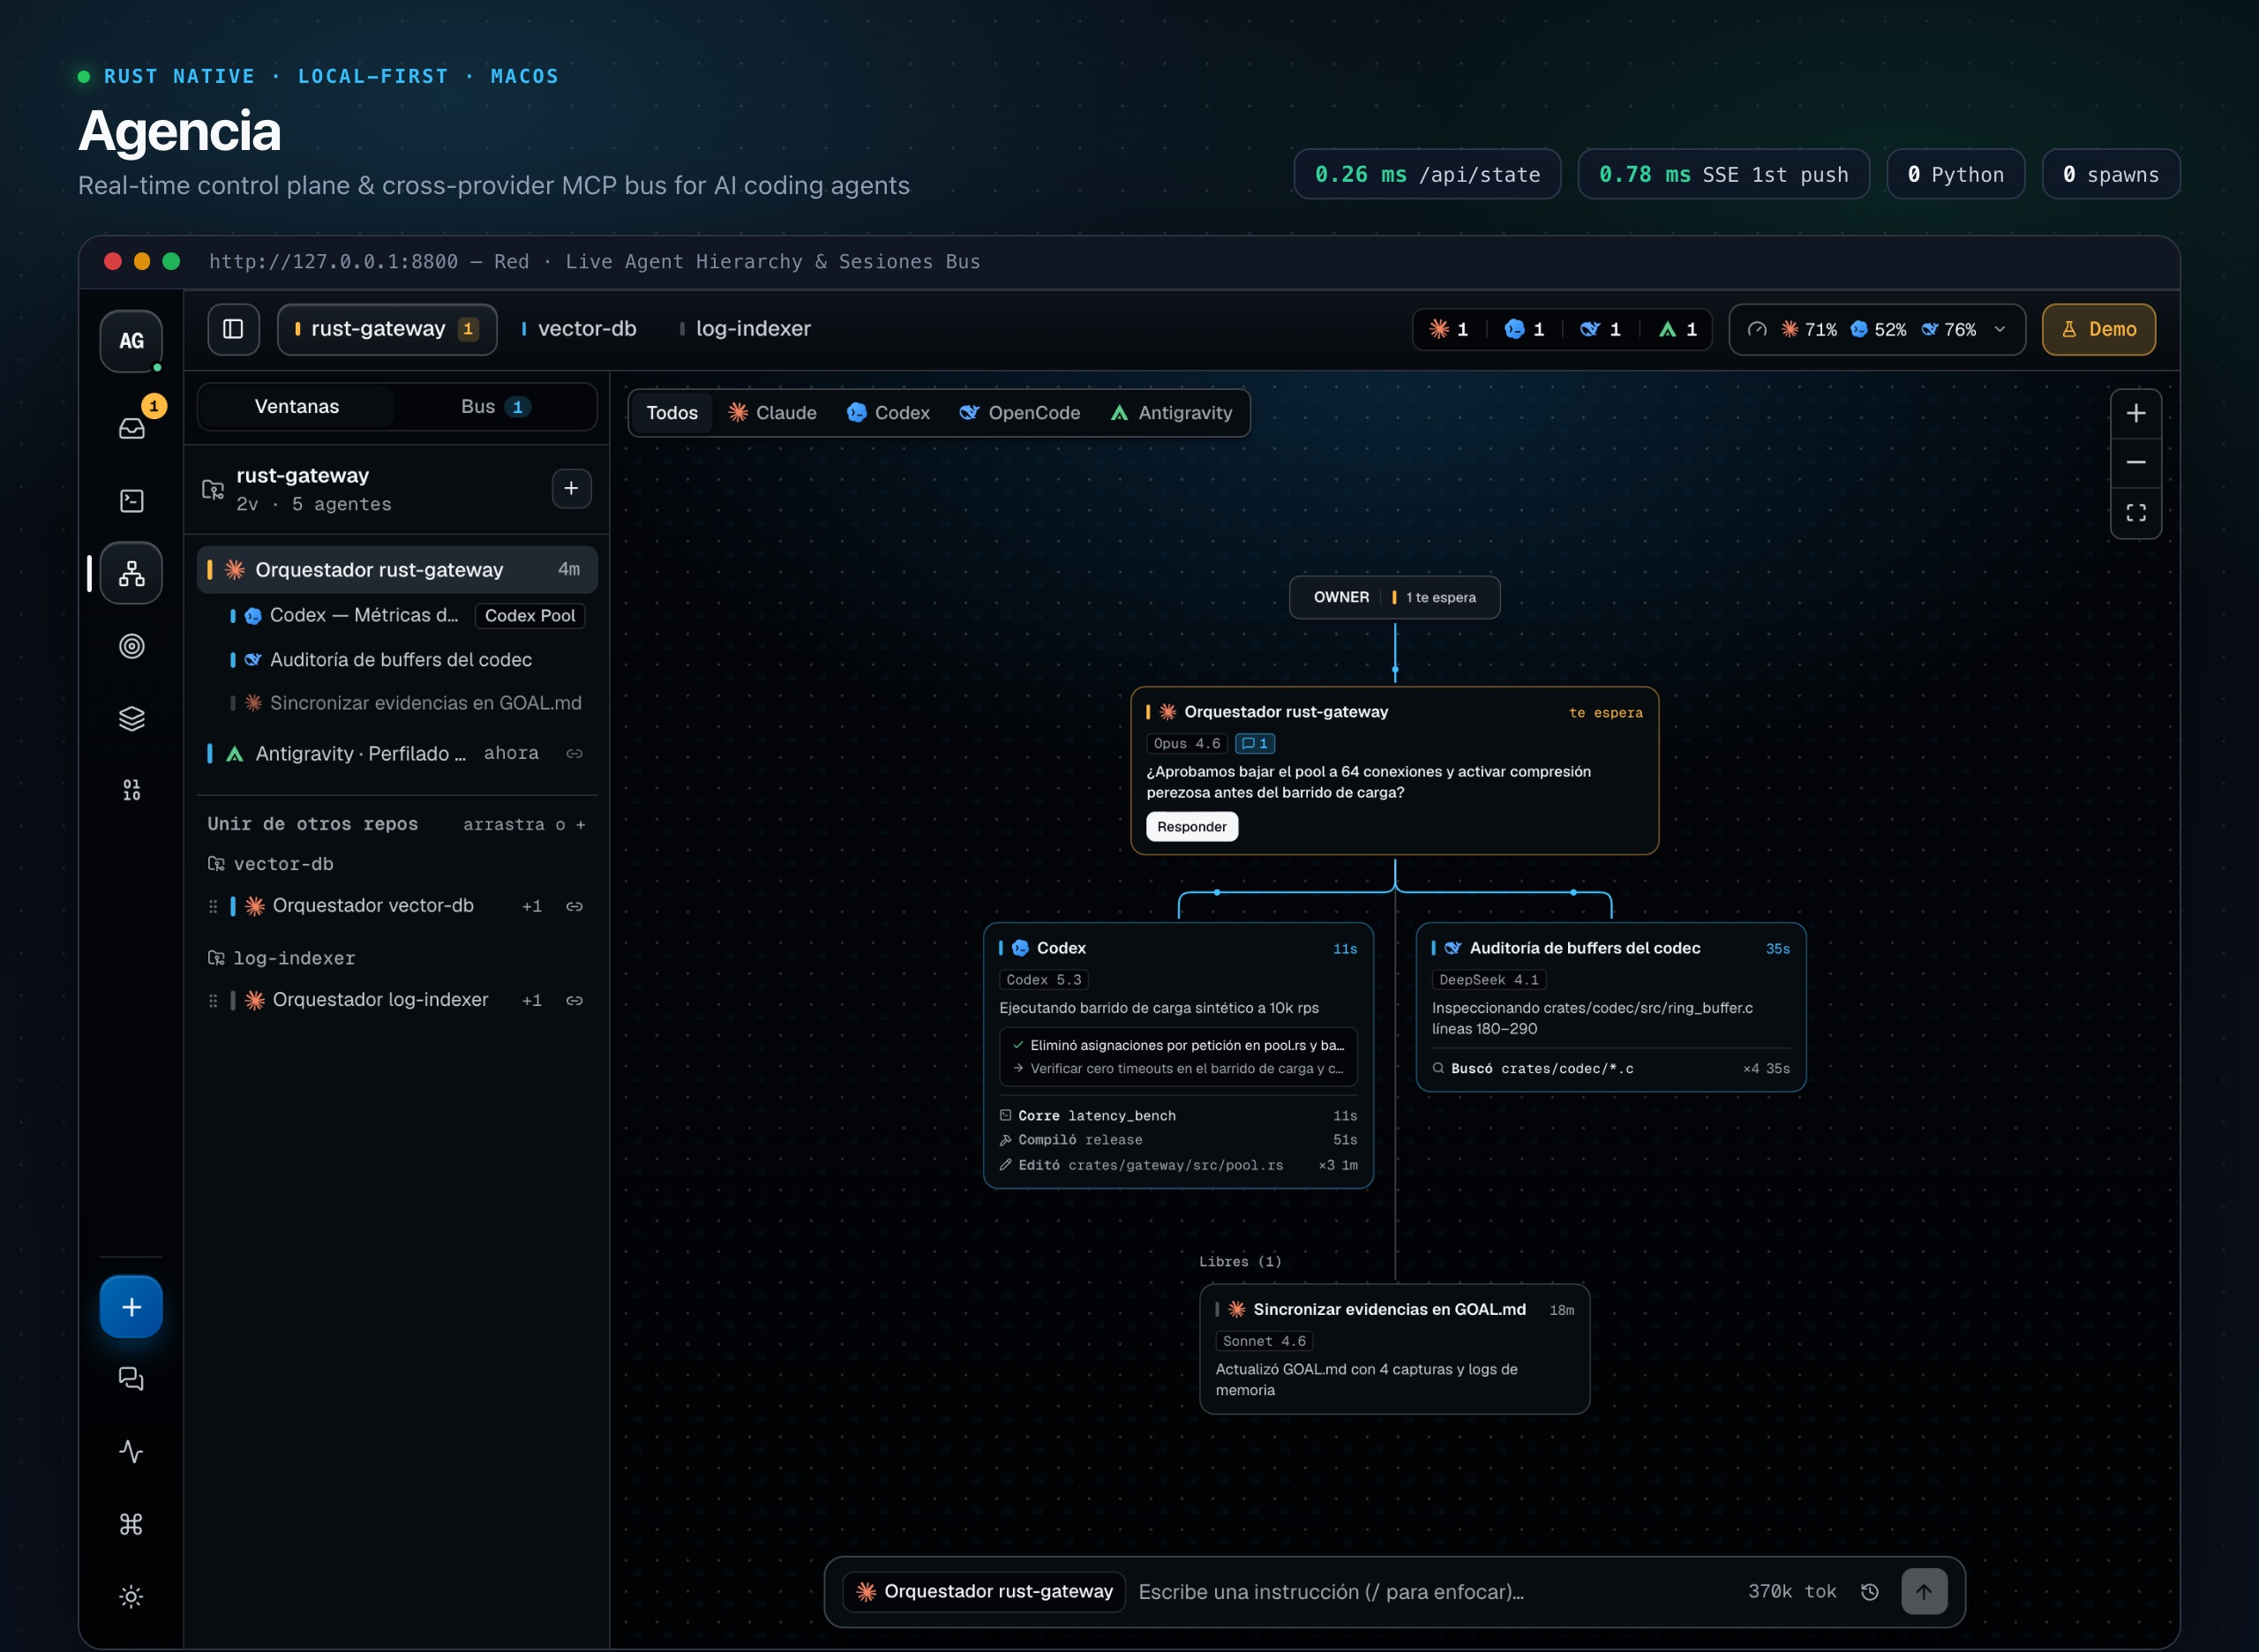 RUST NATIVE · LOCAL-FIRST · MACOS
Agencia
Real-time control plane & cross-provider MCP bus for AI coding agents
0.26 ms /api/state
0.78 ms SSE 1st push
0 Python
0 spawns
http://127.0.0.1:8800 — Red · Live Agent Hierarchy & Sesiones Bus
AG
rust-gateway 1
vector-db
log-indexer
1
1
1
1
71%
52%
76%
Demo
1
Ventanas
Bus 1
rust-gateway
2v · 5 agentes
Orquestador rust-gateway 4m
Codex — Métricas d... Codex Pool
Auditoría de buffers del codec
Sincronizar evidencias en GOAL.md
Antigravity · Perfilado ... ahora
Unir de otros repos arrastra o +
vector-db
Orquestador vector-db +1
log-indexer
Orquestador log-indexer +1
01
10
Todos
Claude
Codex
OpenCode
Antigravity
OWNER 1 te espera
Orquestador rust-gateway te espera
Opus 4.6 1
¿Aprobamos bajar el pool a 64 conexiones y activar compresión
perezosa antes del barrido de carga?
Responder
Codex 11s
Codex 5.3
Ejecutando barrido de carga sintético a 10k rps
Eliminó asignaciones por petición en pool.rs y ba...
Verificar cero timeouts en el barrido de carga y c...
Corre latency_bench 11s
Compiló release 51s
Editó crates/gateway/src/pool.rs ×3 1m
Auditoría de buffers del codec 35s
DeepSeek 4.1
Inspeccionando crates/codec/src/ring_buffer.c
líneas 180–290
Buscó crates/codec/*.c ×4 35s
Libres (1)
Sincronizar evidencias en GOAL.md 18m
Sonnet 4.6
Actualizó GOAL.md con 4 capturas y logs de
memoria
Orquestador rust-gateway Escribe una instrucción (/ para enfocar)... 370k tok